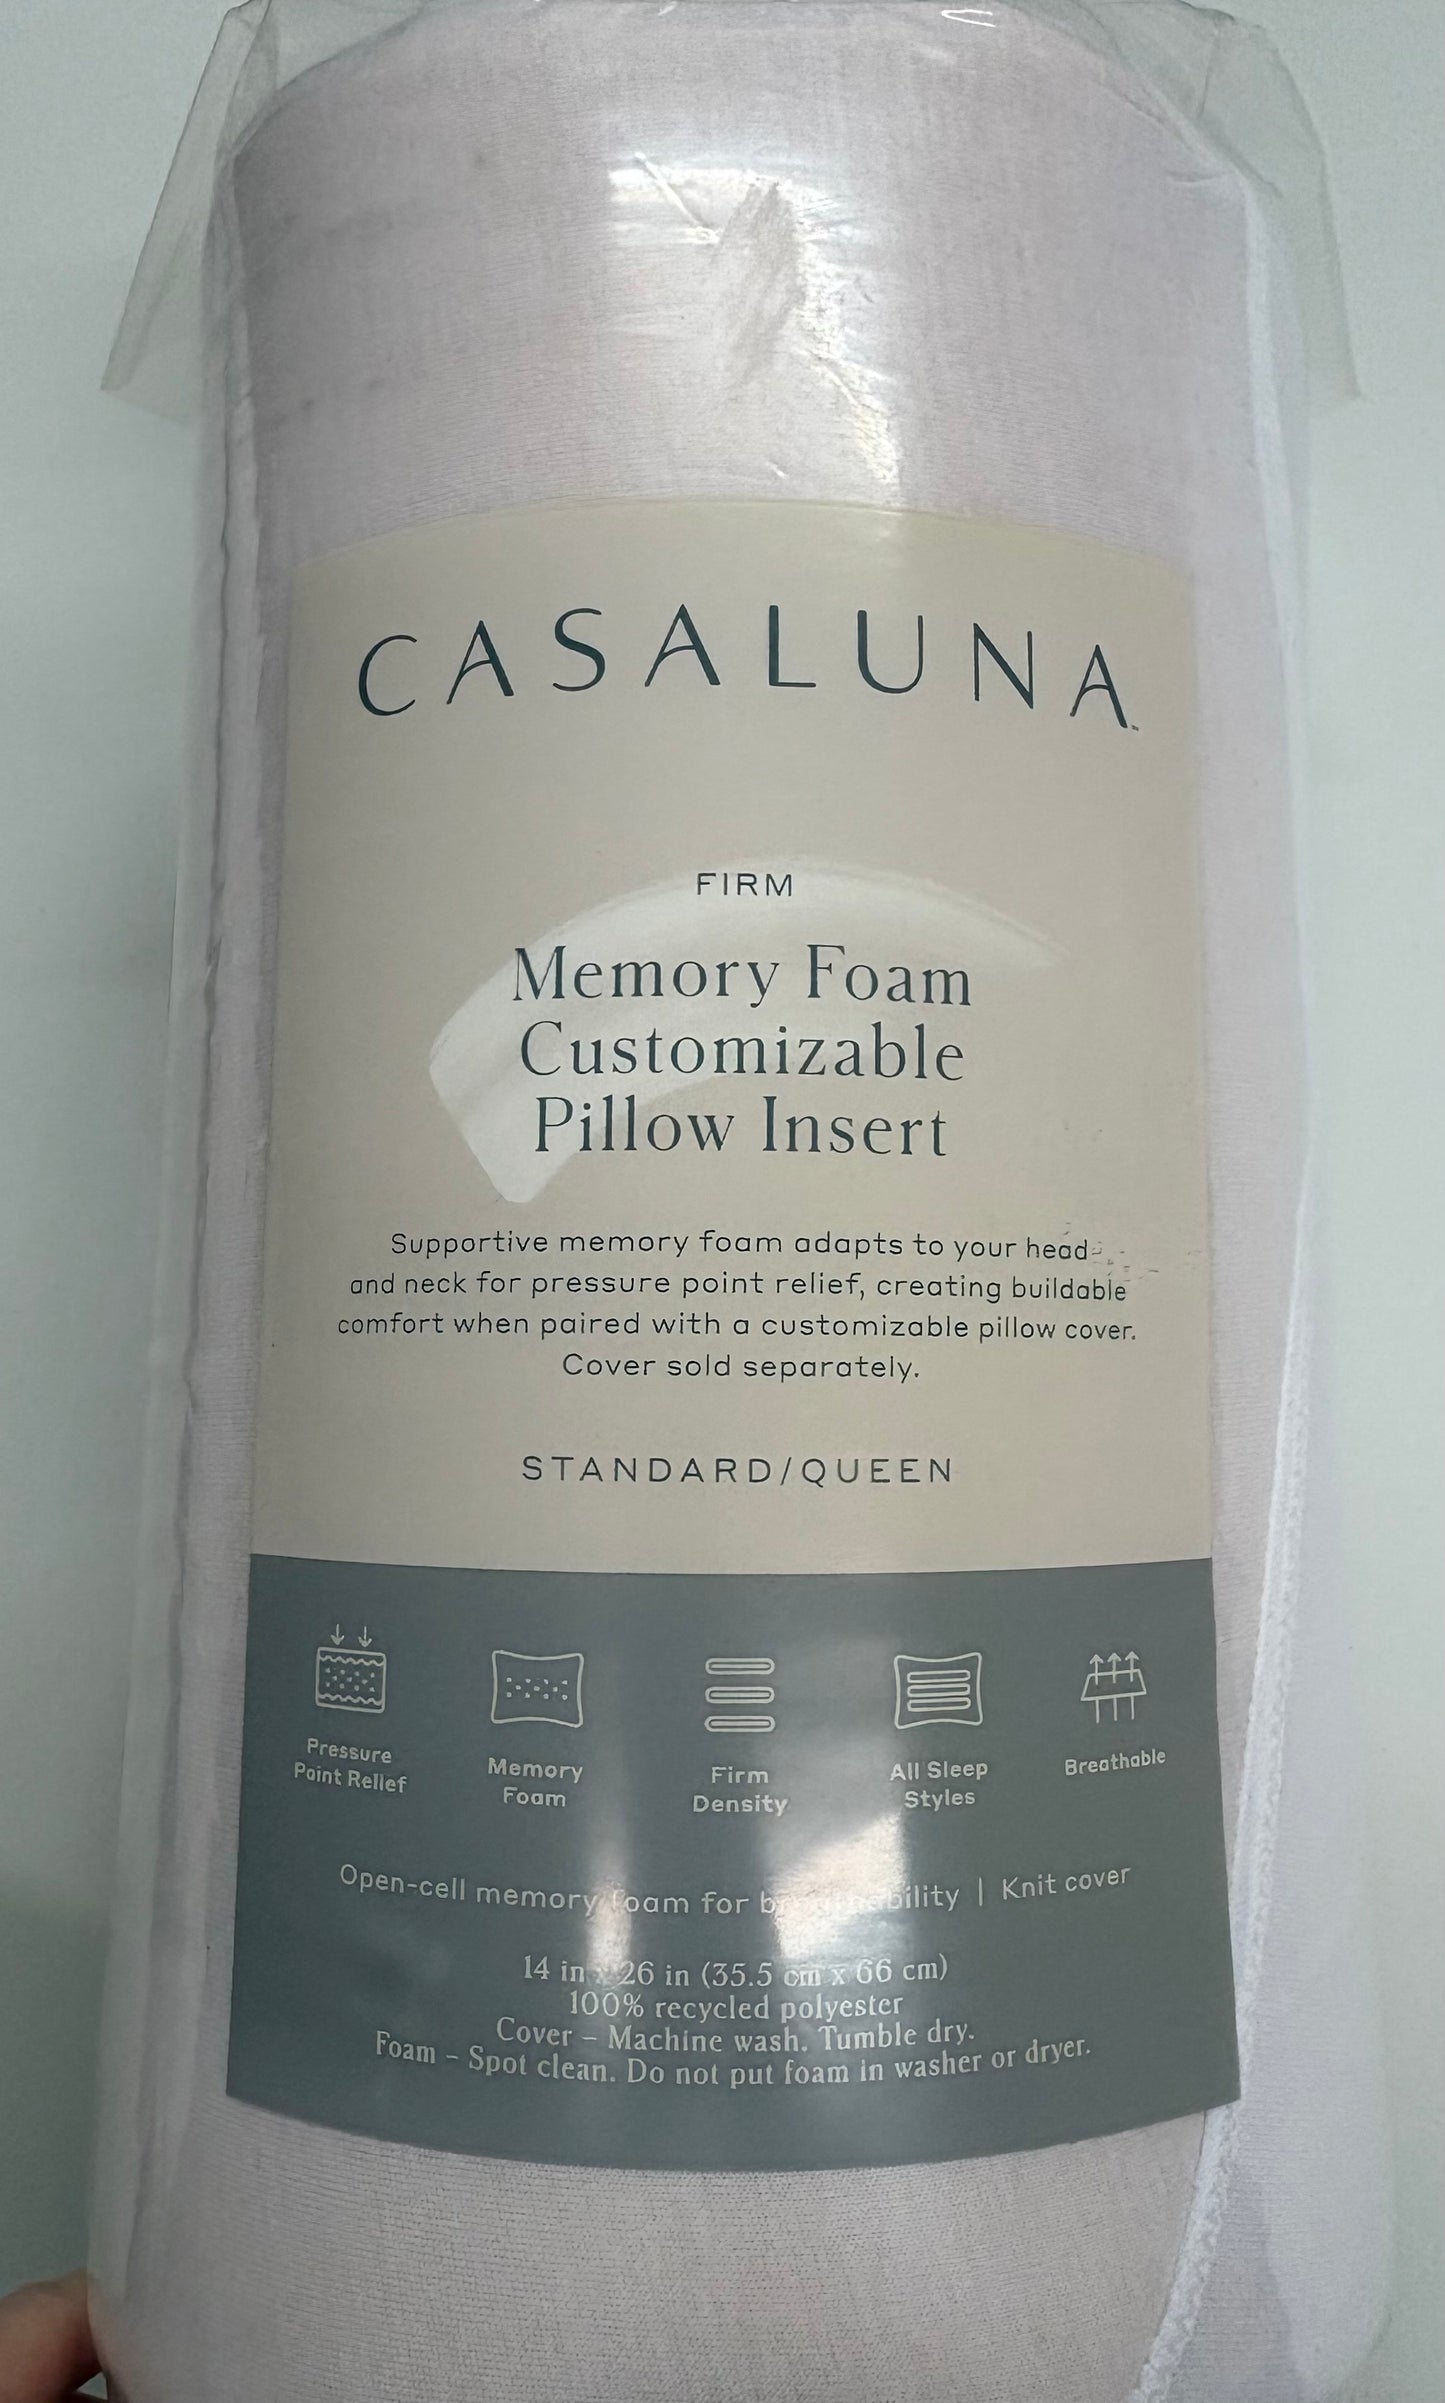 CASALUNA™
FIRM
Memory Foam
Customizable
Pillow Insert
Supportive memory foam adapts to your head
and neck for pressure point relief, creating buildable
comfort when paired with a customizable pillow cover.
Cover sold separately.
STANDARD/QUEEN
Pressure
Point Relief
Memory
Foam
Firm
Density
All Sleep
Styles
Breathable
Open-cell memory foam for breathability | Knit cover
14 in x 26 in (35.5 cm x 66 cm)
100% recycled polyester
Cover – Machine wash. Tumble dry.
Foam – Spot clean. Do not put foam in washer or dryer.